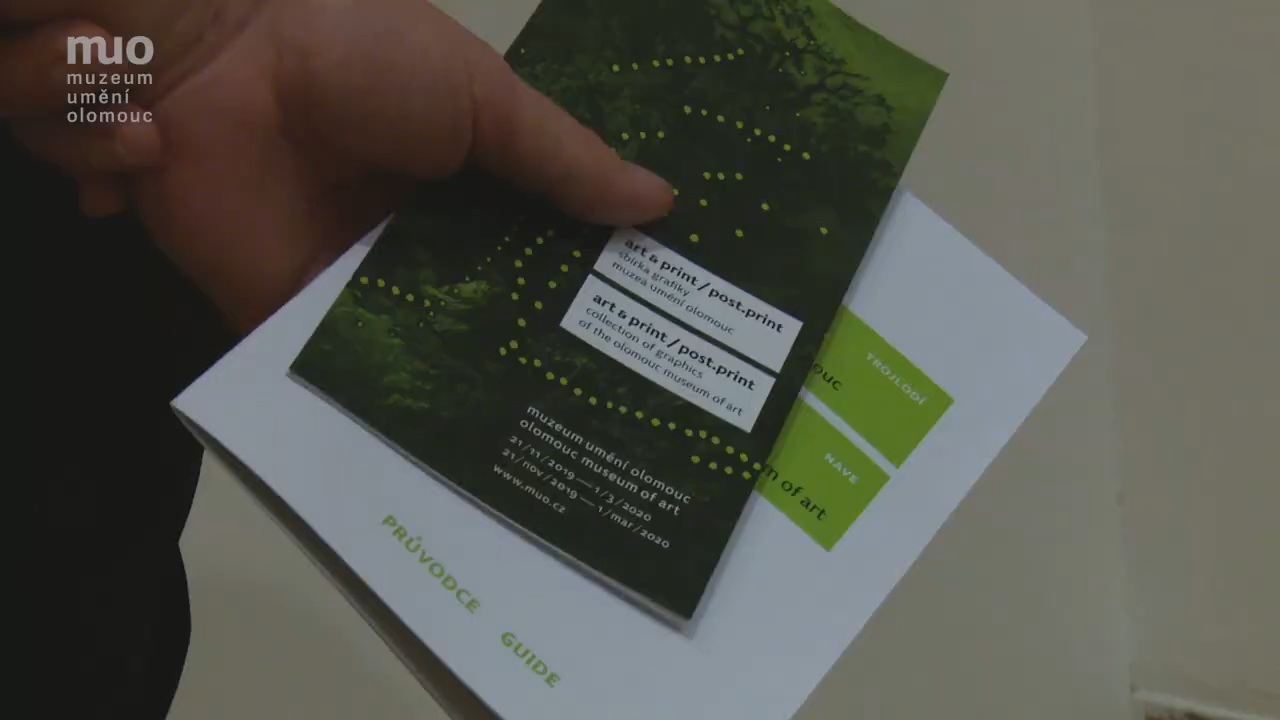 muo
muzeum
umění
olomouc
art & print / post.print
sbírka grafiky
muzea umění olomouc
art & print / post.print
collection of graphics
of the olomouc museum of art
muzeum umění olomouc
olomouc museum of art
21/11/2019—1/3/2020
21/nov/2019—1/mar/2020
www.muo.cz
TROJLODÍ
NAVE
of art
PRŮVODCE
GUIDE